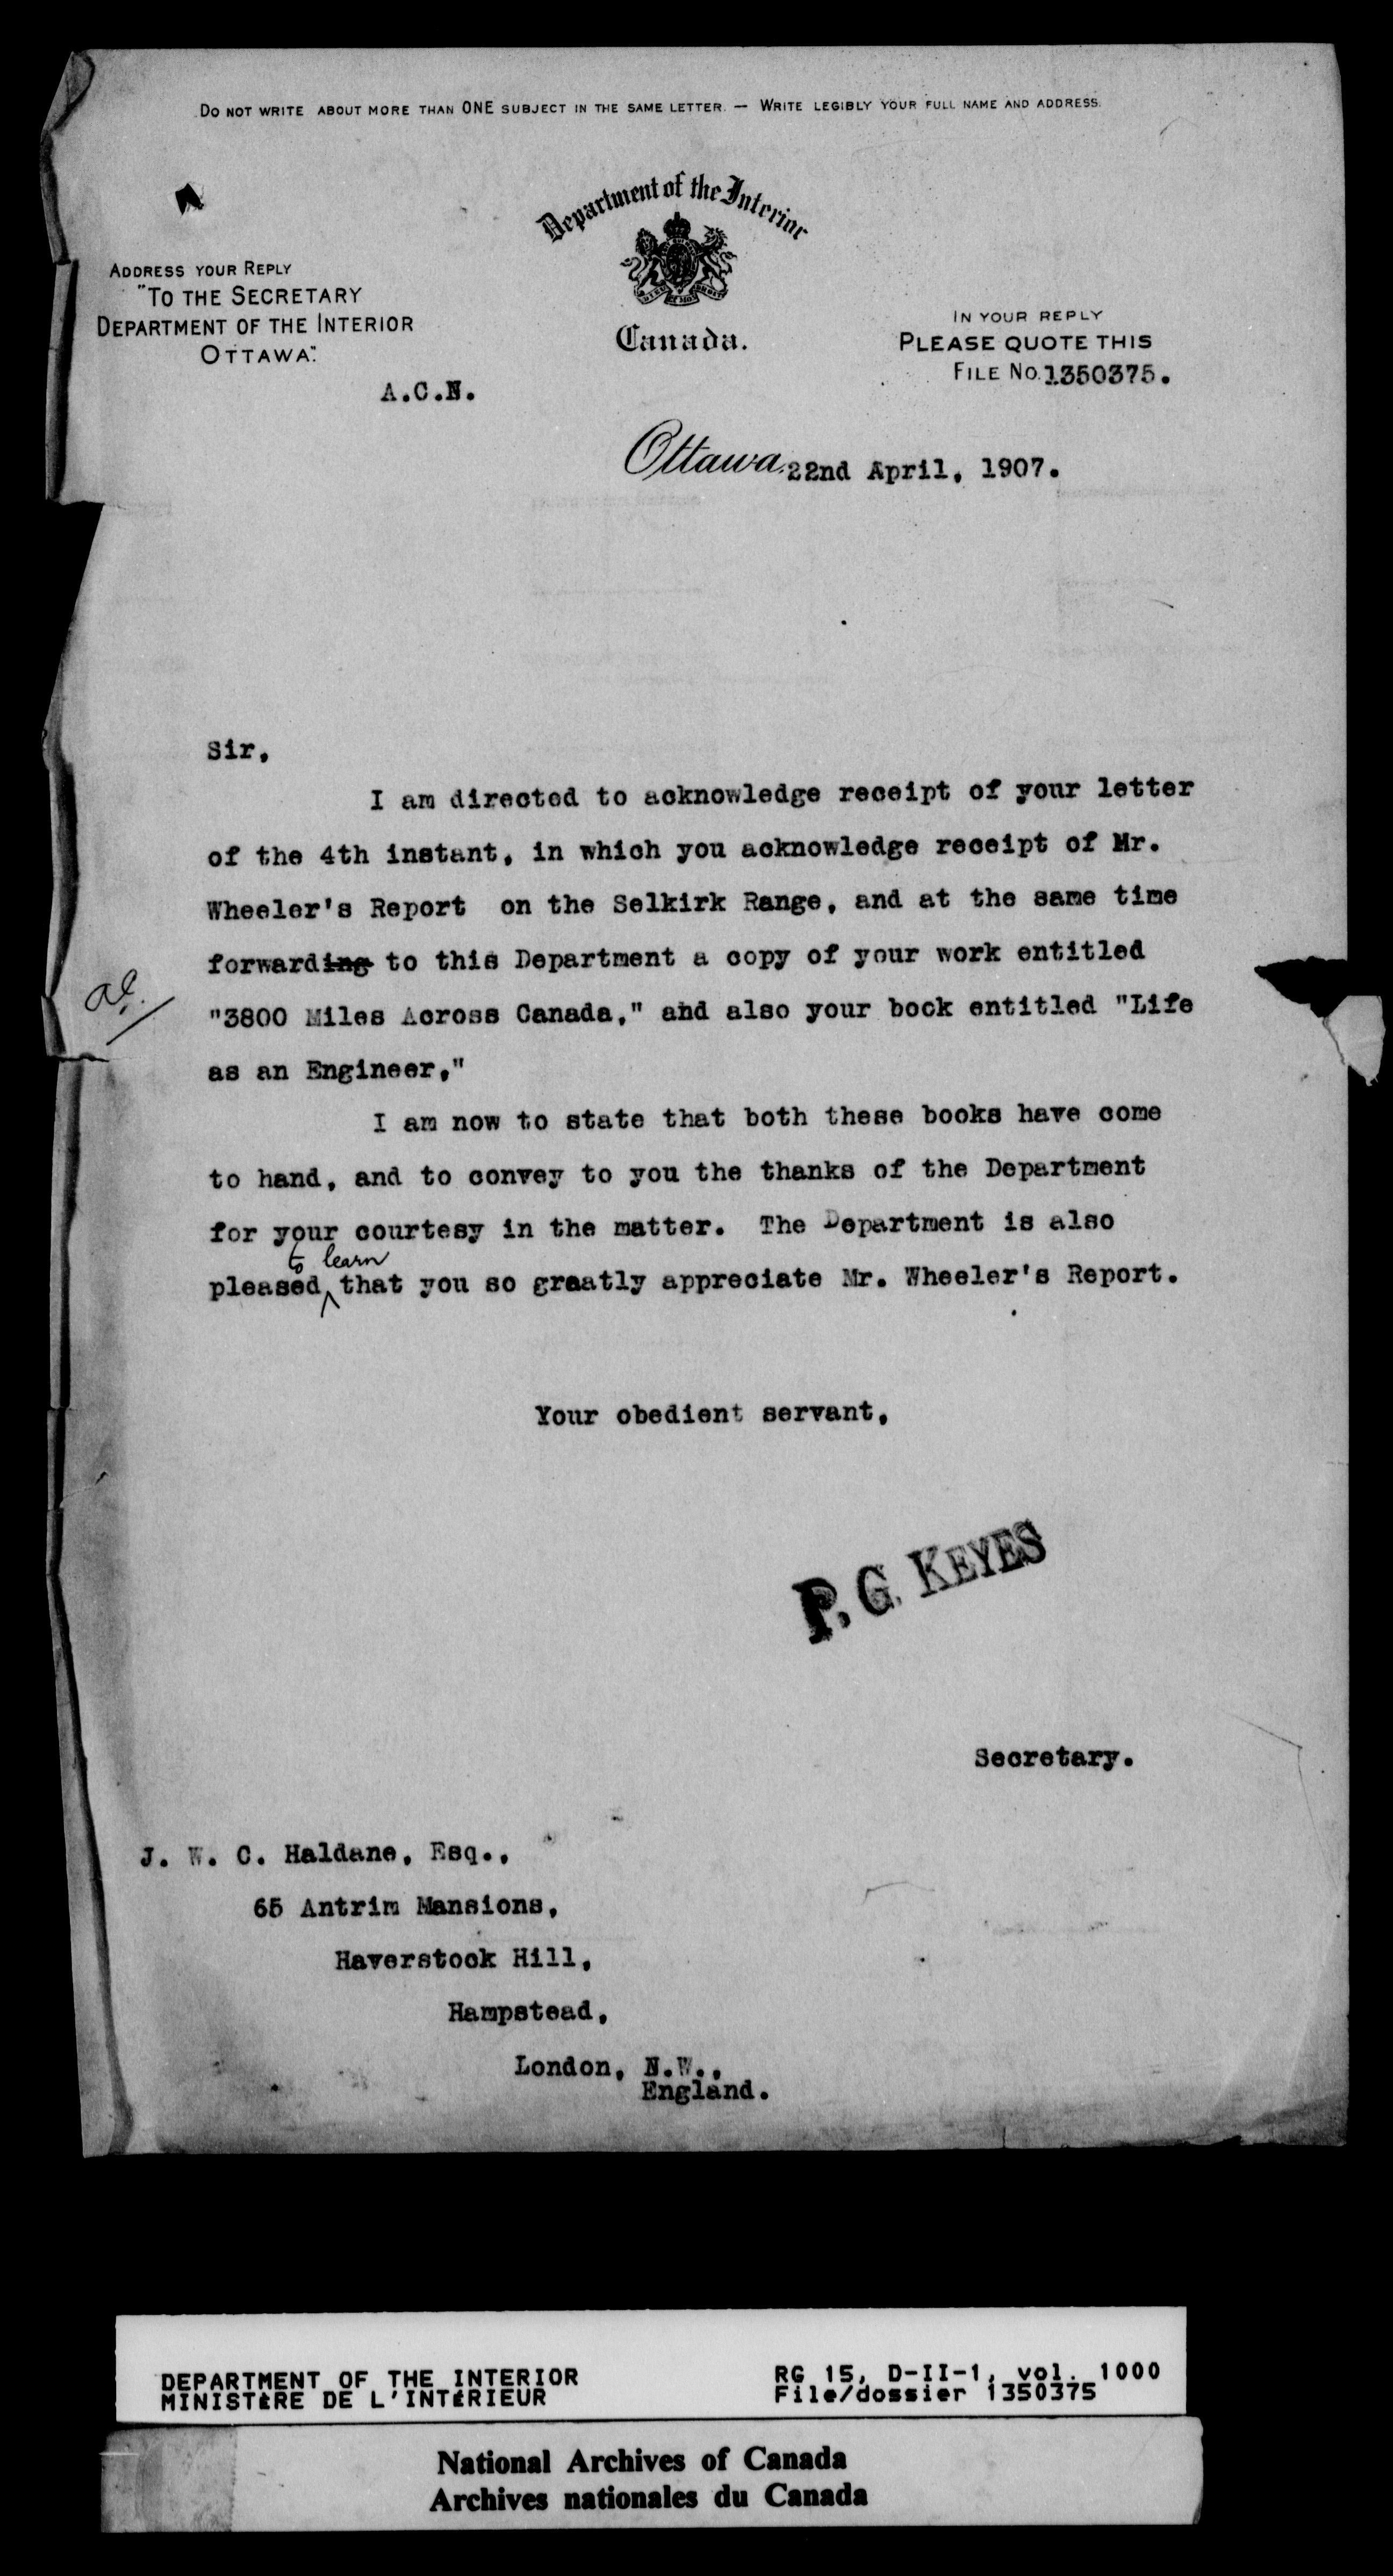 DO NOT WRITE ABOUT MORE THAN ONE SUBJECT IN THE SAME LETTER. — WRITE LEGIBLY YOUR FULL NAME AND ADDRESS.
Department of the Interior
Canada.
ADDRESS YOUR REPLY
"TO THE SECRETARY
DEPARTMENT OF THE INTERIOR
OTTAWA".
A.C.N.
IN YOUR REPLY
PLEASE QUOTE THIS
FILE No. 1350375.
Ottawa, 22nd April, 1907.
Sir,
I am directed to acknowledge receipt of your letter
of the 4th instant, in which you acknowledge receipt of Mr.
Wheeler's Report on the Selkirk Range, and at the same time
forwarding to this Department a copy of your work entitled
"3800 Miles Across Canada," and also your book entitled "Life
as an Engineer,"
I am now to state that both these books have come
to hand, and to convey to you the thanks of the Department
for your courtesy in the matter. The Department is also
to learn
pleased that you so greatly appreciate Mr. Wheeler's Report.
Your obedient servant,
P. G. KEYES
Secretary.
J. W. C. Haldane, Esq.,
65 Antrim Mansions,
Haverstock Hill,
Hampstead,
London, N.W.,
England.
DEPARTMENT OF THE INTERIOR
MINISTÈRE DE L'INTÉRIEUR
RG 15, D-II-1, vol. 1000
File/dossier 1350375
National Archives of Canada
Archives nationales du Canada